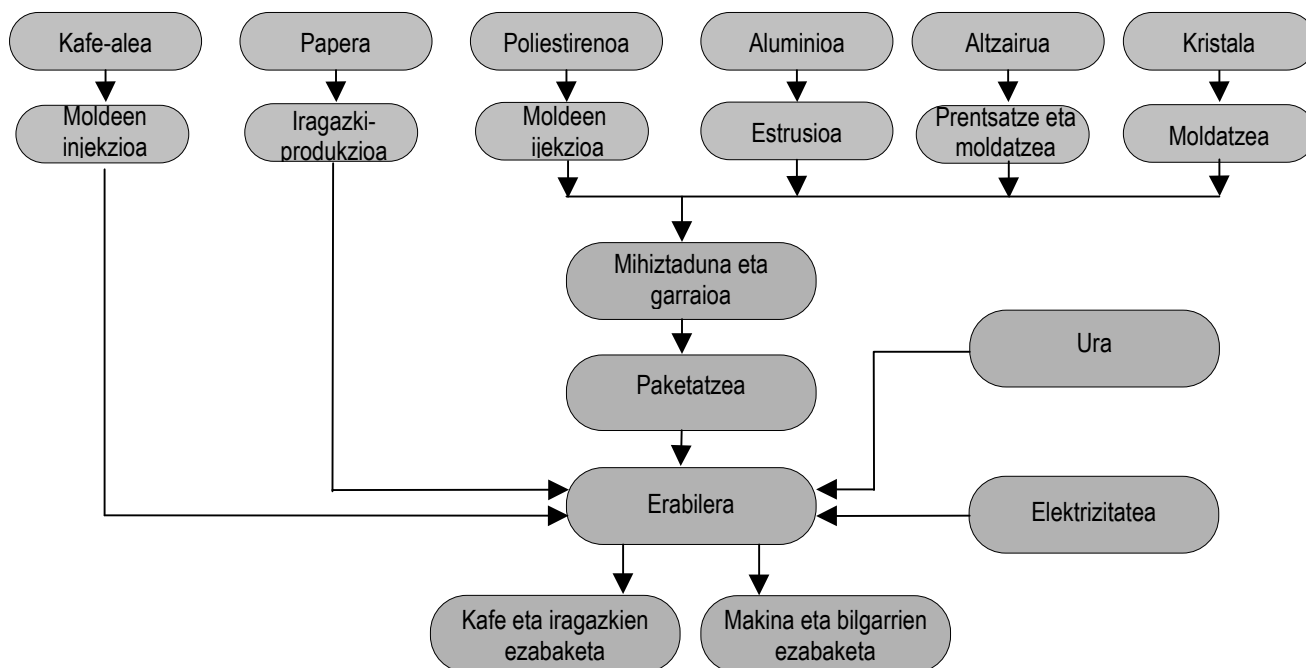 Kafe-alea
Papera
Poliestirenoa
Aluminioa
Altzairua
Kristala
Moldeen
injekzioa
Iragazki-
produkzioa
Moldeen
ijekzioa
Estrusioa
Prentsatze eta
moldatzea
Moldatzea
Mihiztaduna eta
garraioa
Ura
Paketatzea
Erabilera
Elektrizitatea
Kafe eta iragazkien
ezabaketa
Makina eta bilgarrien
ezabaketa